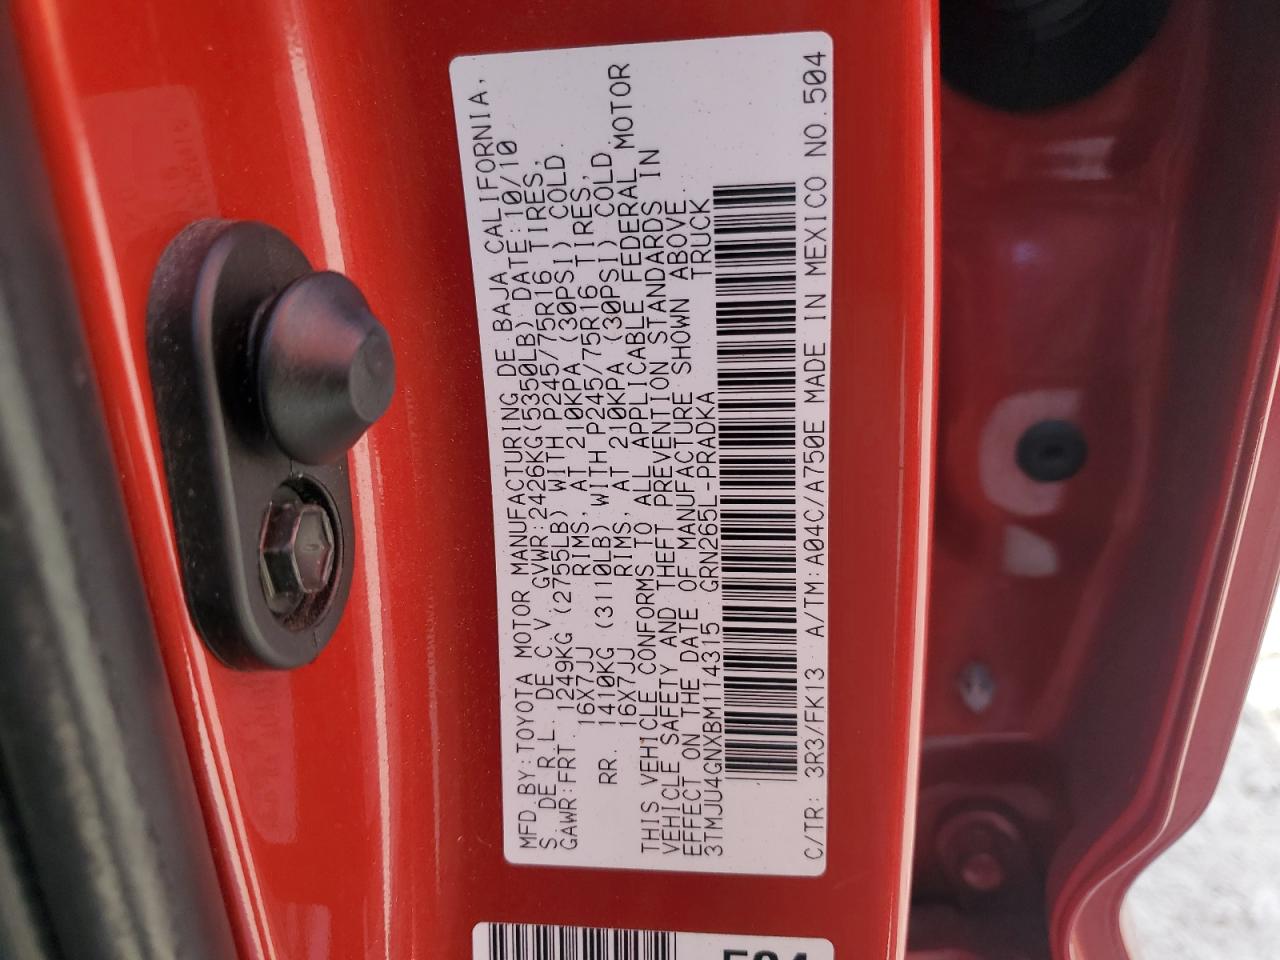 MFD.BY:TOYOTA MOTOR MANUFACTURING DE BAJA CALIFORNIA,
S. DE R.L. DE C.V. GVWR:2426KG(5350LB) DATE:10/10
GAWR:FRT. 1249KG (2755LB) WITH P245/75R16 TIRES,
16X7JJ RIMS, AT 210KPA (30PSI) COLD.
RR. 1410KG (3110LB) WITH P245/75R16 TIRES,
16X7JJ RIMS, AT 210KPA (30PSI) COLD.
THIS VEHICLE CONFORMS TO ALL APPLICABLE FEDERAL MOTOR
VEHICLE SAFETY AND THEFT PREVENTION STANDARDS IN
EFFECT ON THE DATE OF MANUFACTURE SHOWN ABOVE.
3TMJU4GNXBM114315 GRN265L-PRADKA TRUCK
C/TR: 3R3/FK13 A/TM:A04C/A750E MADE IN MEXICO NO.504